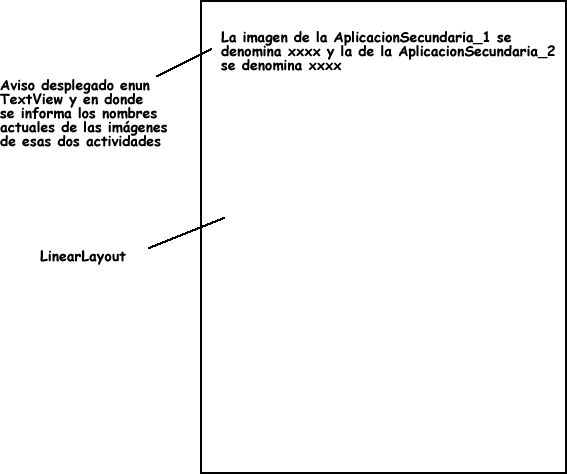 La imagen de la AplicacionSecundaria_1 se
denomina xxxx y la de la AplicacionSecundaria_2
se denomina xxxx
Aviso desplegado enun
TextView y en donde
se informa los nombres
actuales de las imágenes
de esas dos actividades
LinearLayout